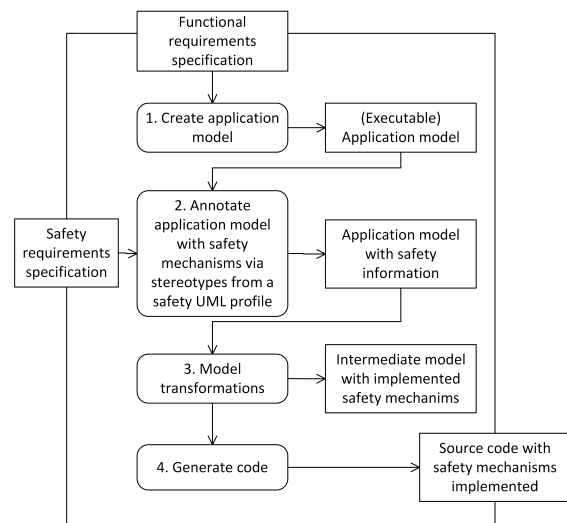 Functional
requirements
specification
1. Create application
model
(Executable)
Application model
2. Annotate
application model
with safety
mechanisms via
stereotypes from a
safety UML profile
Safety
requirements
specification
Application model
with safety
information
3. Model
transformations
Intermediate model
with implemented
safety mechanims
4. Generate code
Source code with
safety mechanisms
implemented